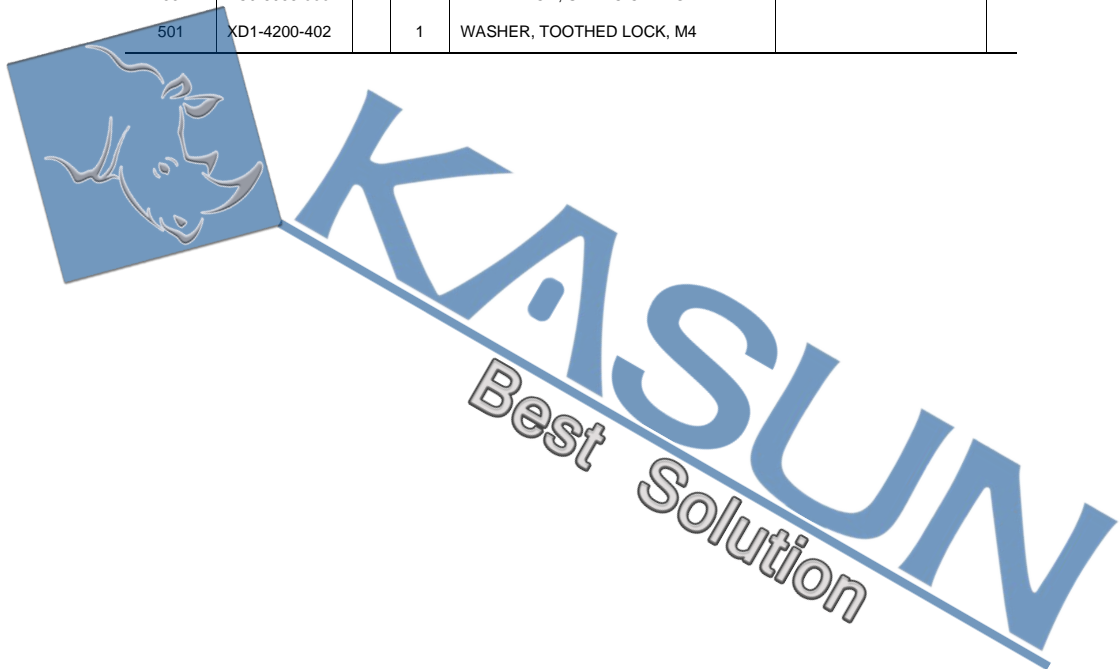 501 XD1-4200-402 1 WASHER, TOOTHED LOCK, M4
KASUN
Best Solution